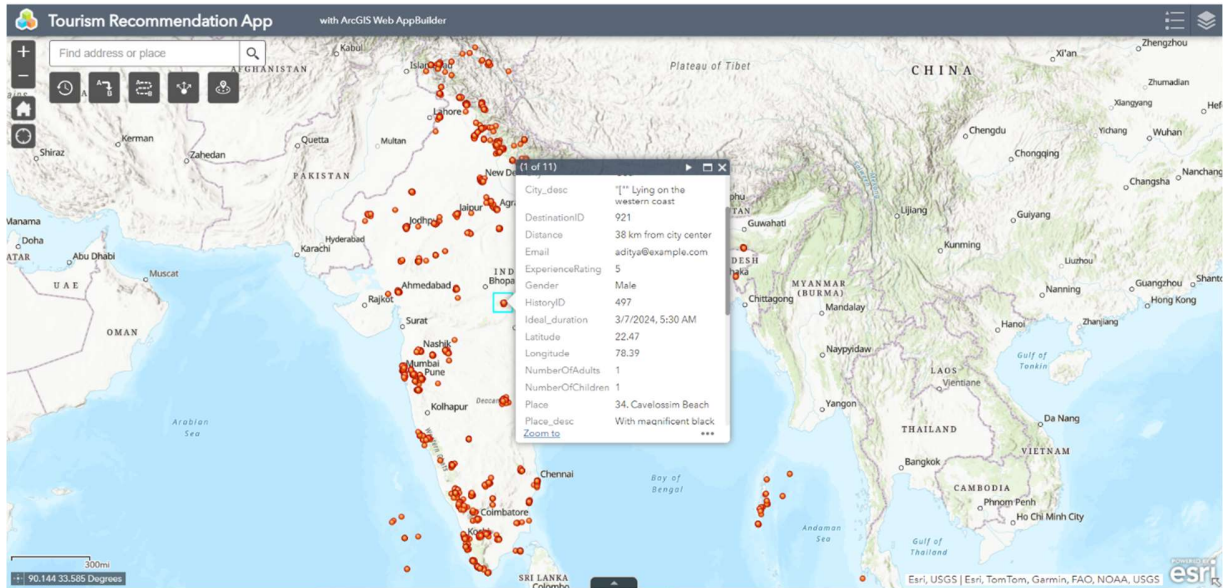 Tourism Recommendation App
with ArcGIS Web AppBuilder
Find address or place
Kabul
AFGHANISTAN
Plateau of Tibet
CHINA
Xi'an
Zhengzhou
Zhumadian
Xiangyang
Lahore
Chengdu
Yichang
Wuhan
Kerman
Quetta
Multan
Shiraz
Zahedan
Chongqing
PAKISTAN
Changsha
Nanchang
(1 of 11)
City_desc "["' Lying on the
western coast
DestinationID 921
Distance 38 km from city center
Email aditya@example.com
ExperienceRating 5
Gender Male
HistoryID 497
Ideal_duration 3/7/2024, 5:30 AM
Latitude 22.47
Longitude 78.39
NumberOfAdults 1
NumberOfChildren 1
Place 34. Cavelossim Beach
Place_desc With magnificent black
Zoom to
Jaipur
Lijiang
Guiyang
Guwahati
Manama
Doha
Hyderabad
Karachi
Kunming
Abu Dhabi
Muscat
Liuzhou
UAE
Ahmedabad
Rajkot
Chittagong
MYANMAR
(BURMA)
Mandalay
Nanning
Guangzhou
Hong Kong
OMAN
Surat
Hanoi
Zhanjiang
Nashik
Mumbai
Pune
Naypyidaw
Gulf of
Tonkin
LAOS
Vientiane
Kolhapur
Yangon
Arabian
Sea
Da Nang
THAILAND
VIETNAM
Chennai
Bay of
Bengal
Bangkok
CAMBODIA
Phnom Penh
Coimbatore
Ho Chi Minh City
Andaman
Sea
Gulf of
Thailand
300mi
90.144 33.585 Degrees
SRI LANKA
Colombo
Esri, USGS | Esri, TomTom, Garmin, FAO, NOAA, USGS
POWERED BY
esri